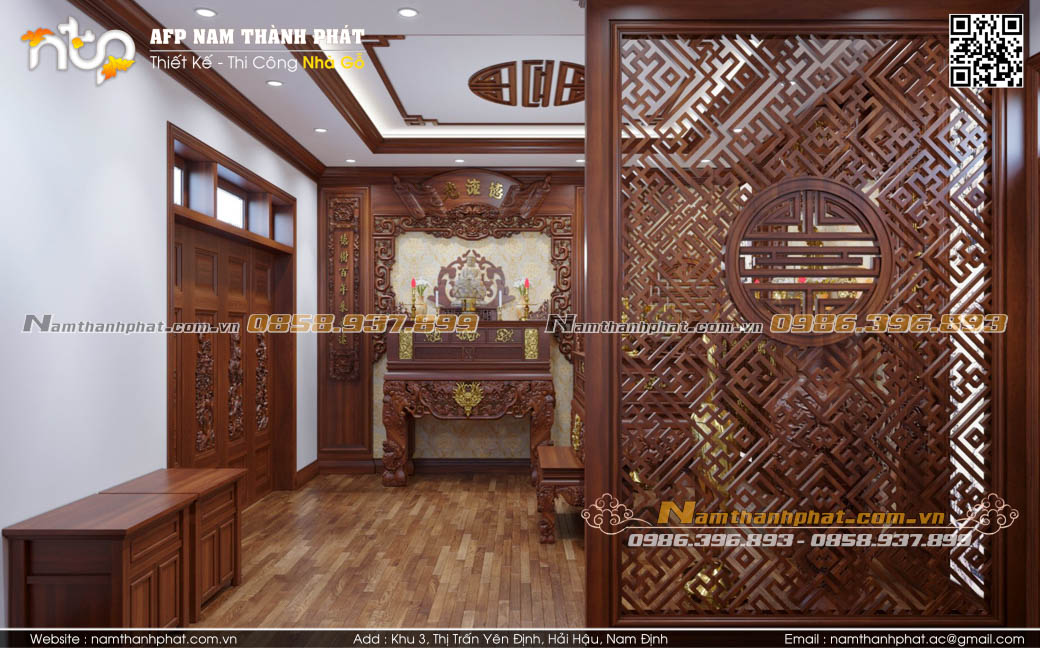 AFP NAM THÀNH PHÁT
Thiết Kế - Thi Công Nhà Gỗ
ntp
Namthanhphat.com.vn 0858.937.899
Namthanhphat.com.vn 0986.396.893
Namthanhphat.com.vn
0986.396.893 - 0858.937.899
Website : namthanhphat.com.vn
Add : Khu 3, Thị Trấn Yên Định, Hải Hậu, Nam Định
Email : namthanhphat.ac@gmail.com